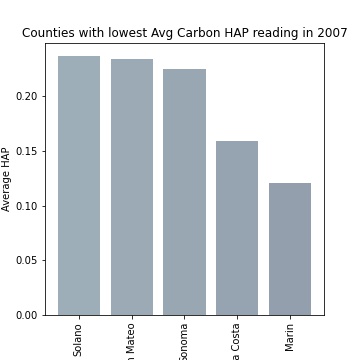 Counties with lowest Avg Carbon HAP reading in 2007
Average HAP
0.20
0.15
0.10
0.05
0.00
Solano
Mateo
Sonoma
Costa
Marin